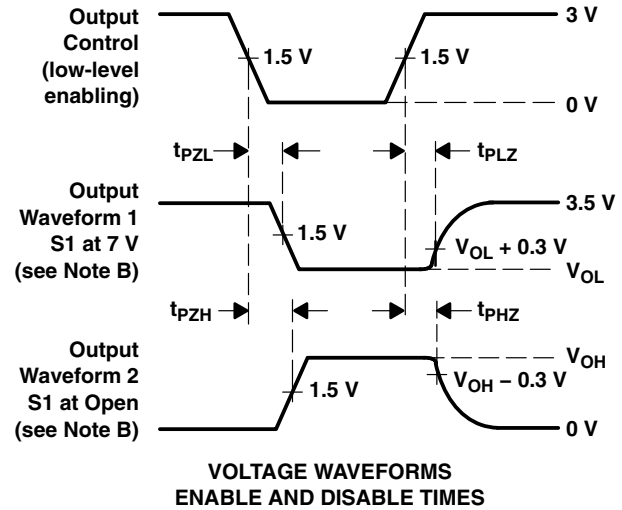 Output
Control
(low-level
enabling)
1.5 V
1.5 V
3 V
0 V
tPZL
tPLZ
Output
Waveform 1
S1 at 7 V
(see Note B)
1.5 V
3.5 V
VOL + 0.3 V
VOL
tPZH
tPHZ
Output
Waveform 2
S1 at Open
(see Note B)
1.5 V
VOH
VOH − 0.3 V
0 V
VOLTAGE WAVEFORMS
ENABLE AND DISABLE TIMES